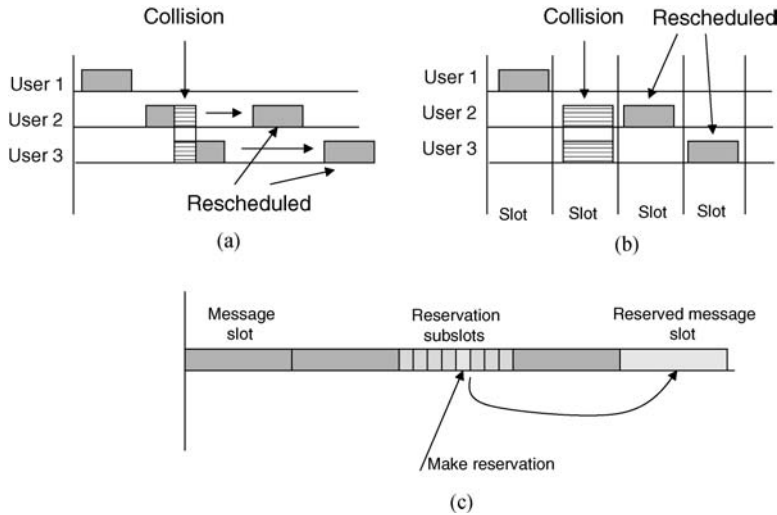 Collision
User 1
User 2
User 3
Rescheduled
(a)
Collision
Rescheduled
User 1
User 2
User 3
Slot
Slot
Slot
Slot
(b)
Message
slot
Reservation
subslots
Reserved message
slot
Make reservation
(c)